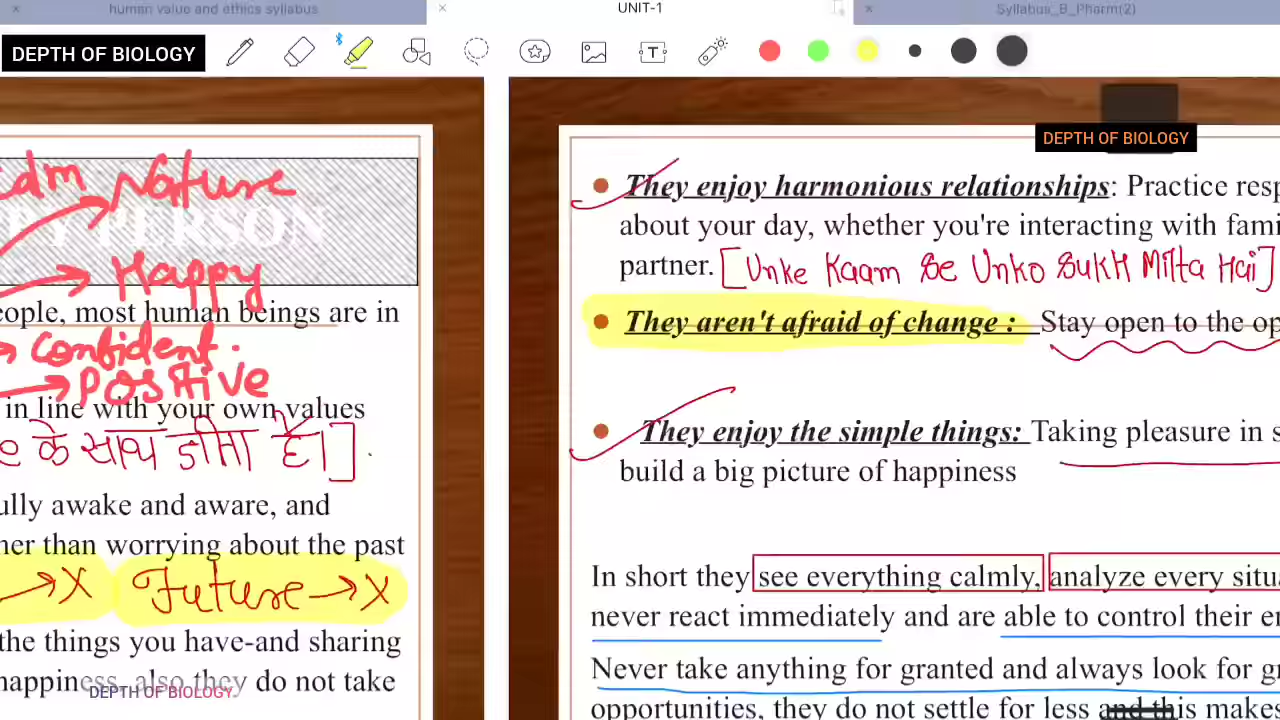 human value and ethics syllabus
UNIT-1
Syllabus_B_Pharm(2)
DEPTH OF BIOLOGY
DEPTH OF BIOLOGY
Nature
PERSON
Happy
eople, most human beings are in
Confident.
Positive
in line with your own values
के साथ जीता है।]
ully awake and aware, and
her than worrying about the past
→X Future →X
the things you have-and sharing
happiness, also they do not take
DEPTH OF BIOLOGY
They enjoy harmonious relationships: Practice resp
about your day, whether you're interacting with fami
partner. [Unke Kaam Se Unko SUKH Milta Hai]
They aren't afraid of change : Stay open to the op
They enjoy the simple things: Taking pleasure in s
build a big picture of happiness
In short they see everything calmly, analyze every situa
never react immediately and are able to control their e
Never take anything for granted and always look for g
opportunities, they do not settle for less and this makes